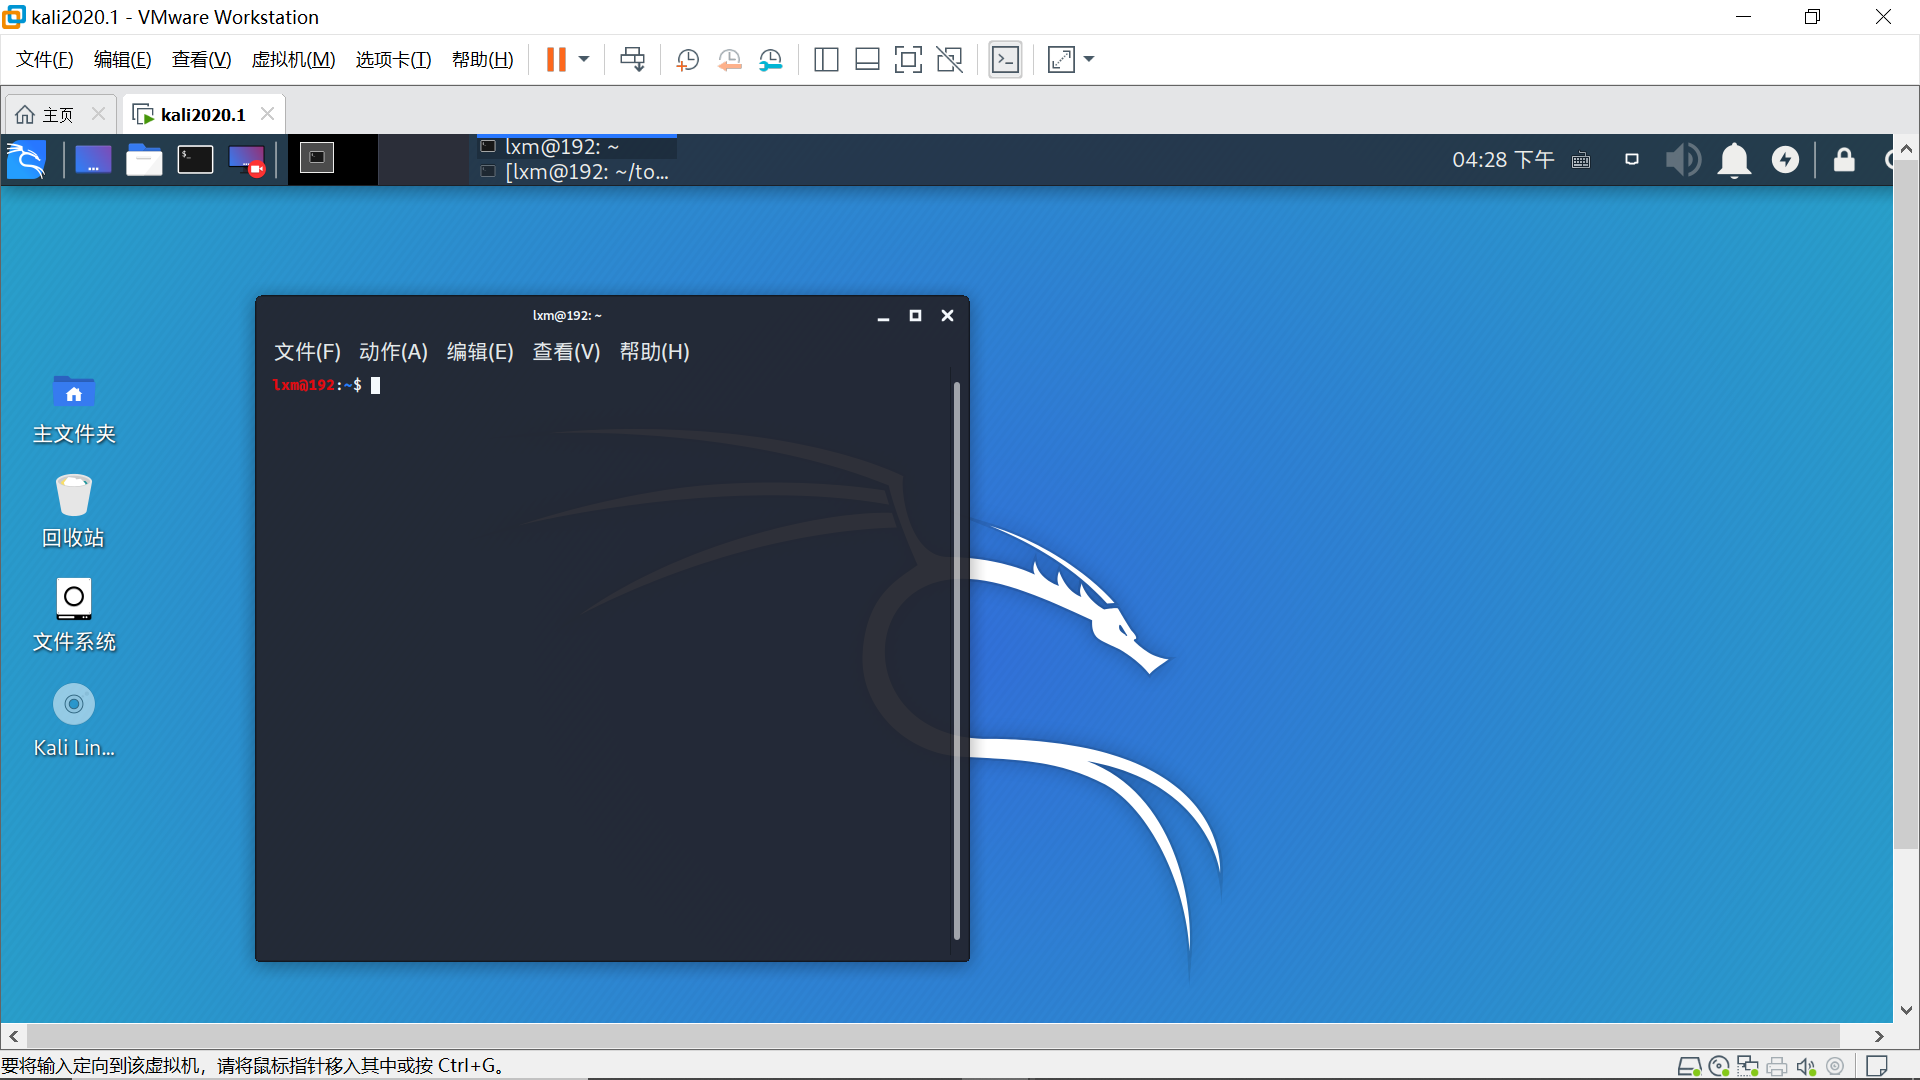 kali2020.1 - VMware Workstation
文件(F) 编辑(E) 查看(V) 虚拟机(M) 选项卡(T) 帮助(H)
主页 kali2020.1
lxm@192: ~
[lxm@192: ~/to...
04:28 下午
lxm@192: ~
文件(F) 动作(A) 编辑(E) 查看(V) 帮助(H)
lxm@192:~$
主文件夹
回收站
文件系统
Kali Lin...
要将输入定向到该虚拟机，请将鼠标指针移入其中或按 Ctrl+G。